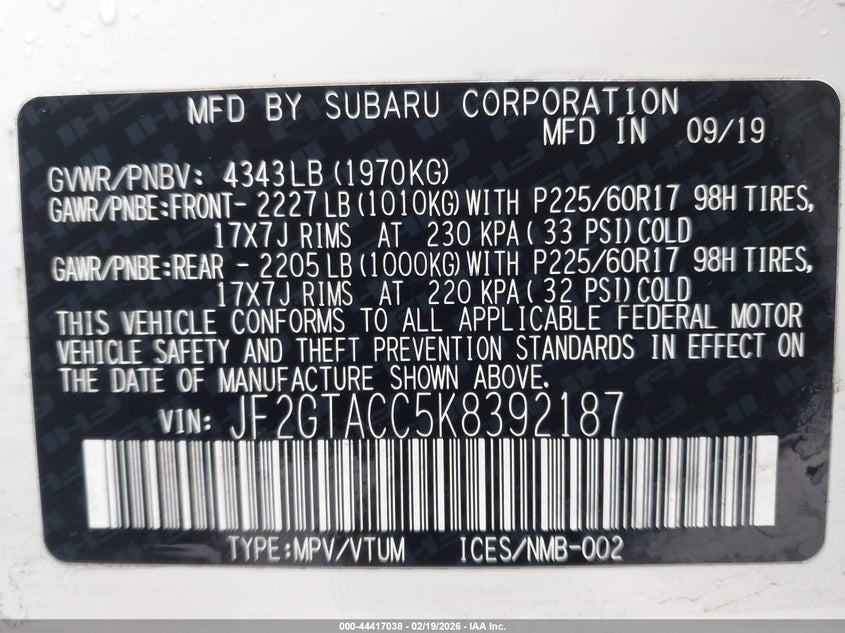 MFD BY SUBARU CORPORATION
MFD IN 09/19
GVWR/PNBV: 4343LB (1970KG)
GAWR/PNBE:FRONT- 2227 LB (1010KG) WITH P225/60R17 98H TIRES,
17X7J RIMS AT 230 KPA ( 33 PSI) COLD
GAWR/PNBE:REAR - 2205 LB (1000KG) WITH P225/60R17 98H TIRES,
17X7J RIMS AT 220 KPA ( 32 PSI) COLD
THIS VEHICLE CONFORMS TO ALL APPLICABLE FEDERAL MOTOR
VEHICLE SAFETY AND THEFT PREVENTION STANDARDS IN EFFECT ON
THE DATE OF MANUFACTURE SHOWN ABOVE.
VIN: JF2GTACC5K8392187
TYPE:MPV/VTUM ICES/NMB-002
000-44417038 - 02/19/2026 - IAA Inc.